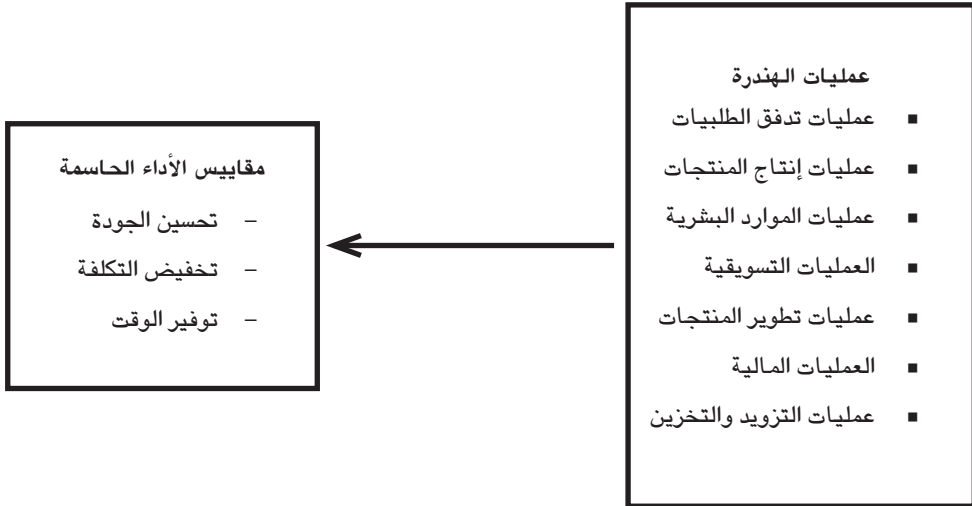 عمليات الهندرة
▪ عمليات تدفق الطلبيات
▪ عمليات إنتاج المنتجات
▪ عمليات الموارد البشرية
▪ العمليات التسويقية
▪ عمليات تطوير المنتجات
▪ العمليات المالية
▪ عمليات التزويد والتخزين
مقاييس الأداء الحاسمة
– تحسين الجودة
– تخفيض التكلفة
– توفير الوقت